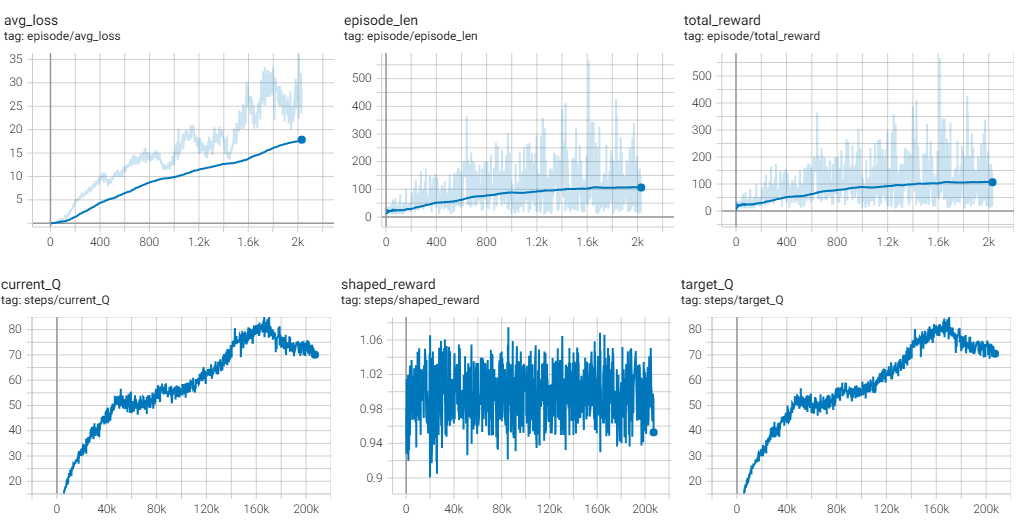 avg_loss
tag: episode/avg_loss
35
30
25
20
15
10
5
0 400 800 1.2k 1.6k 2k
episode_len
tag: episode/episode_len
500
400
300
200
100
0
0 400 800 1.2k 1.6k 2k
total_reward
tag: episode/total_reward
500
400
300
200
100
0
0 400 800 1.2k 1.6k 2k
current_Q
tag: steps/current_Q
80
70
60
50
40
30
20
0 40k 80k 120k 160k 200k
shaped_reward
tag: steps/shaped_reward
1.06
1.02
0.98
0.94
0.9
0 40k 80k 120k 160k 200k
target_Q
tag: steps/target_Q
80
70
60
50
40
30
20
0 40k 80k 120k 160k 200k